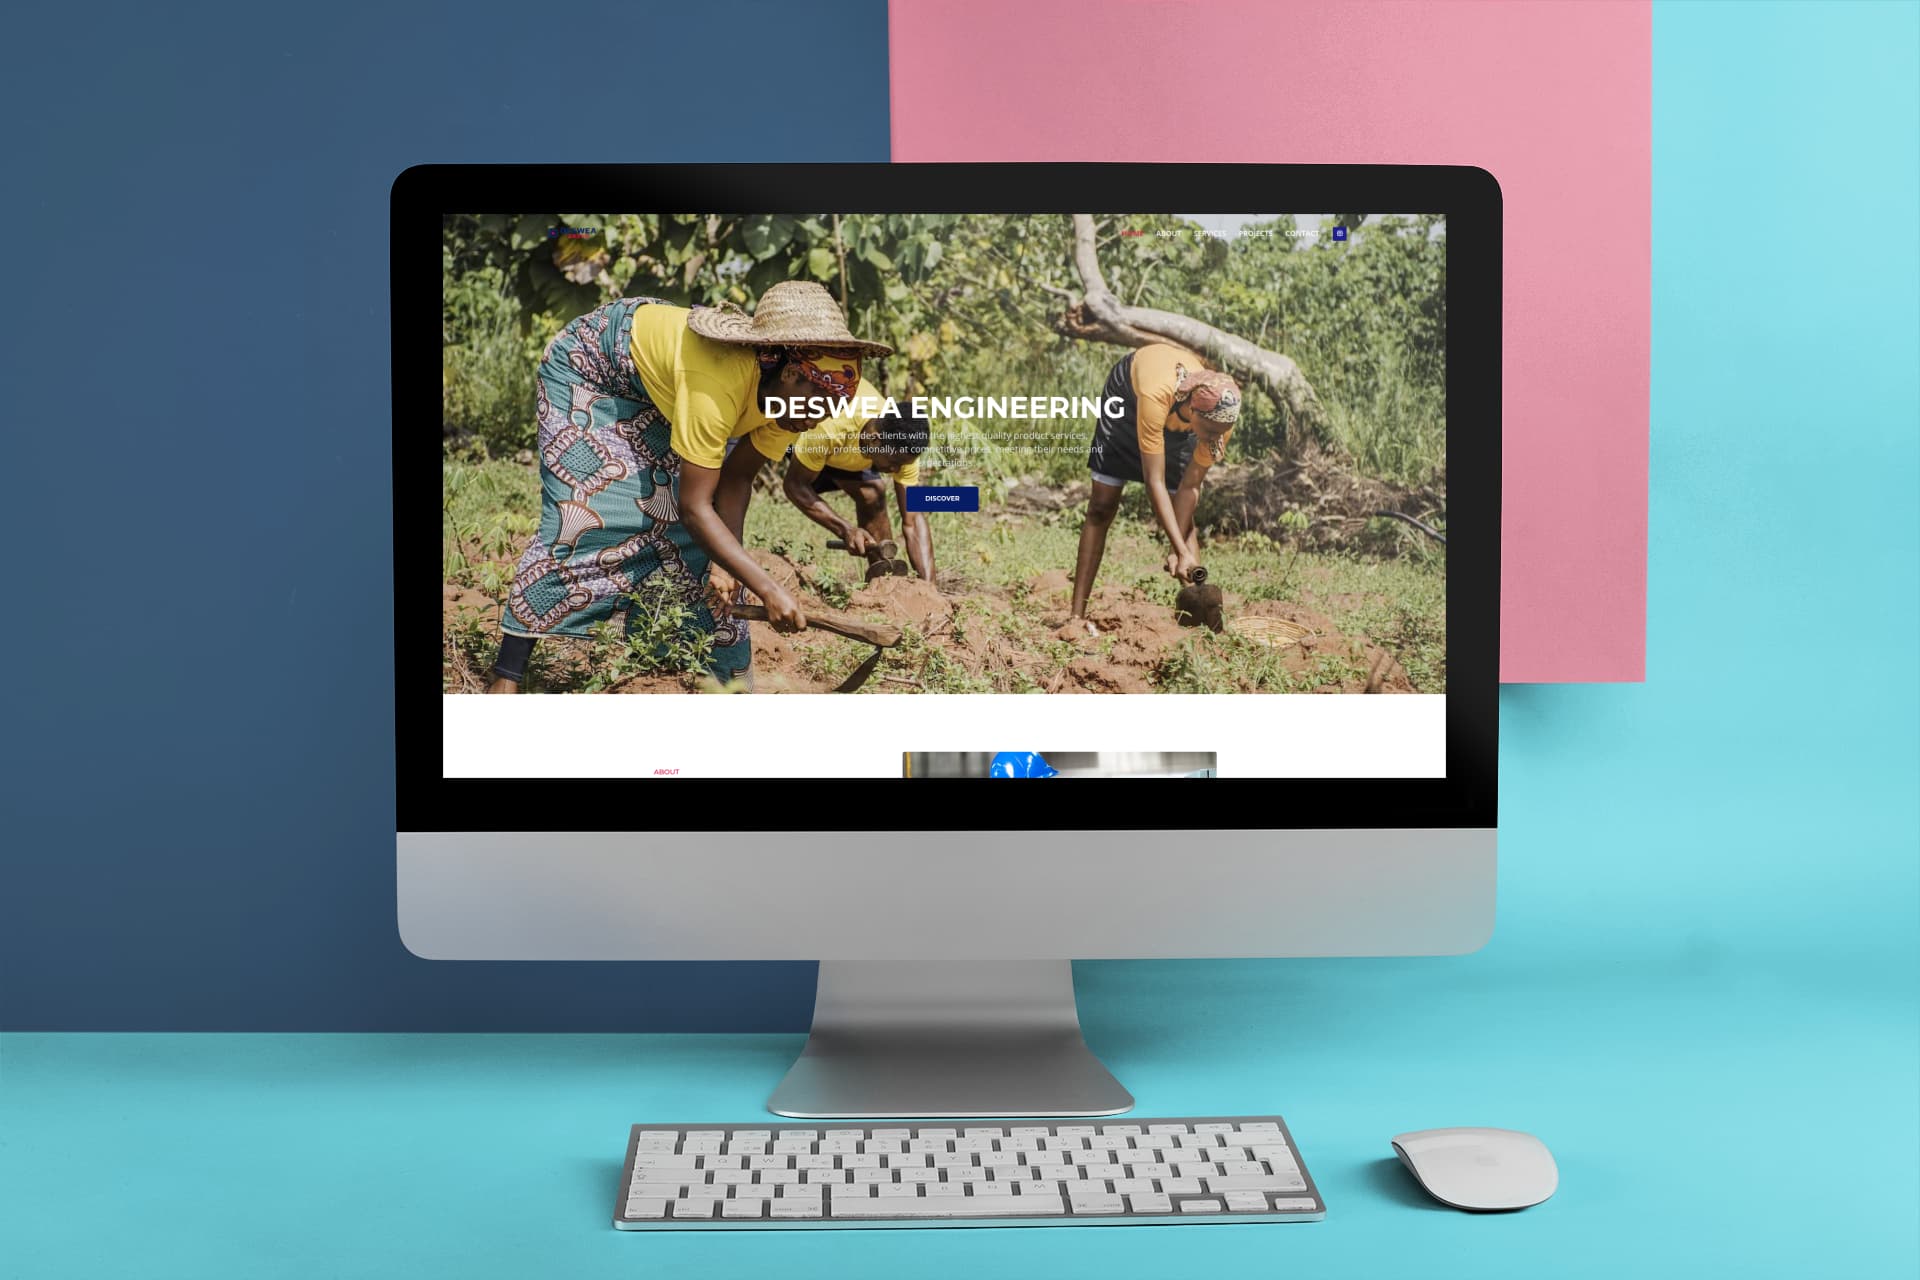 DESWEA
HOME ABOUT SERVICES PROJECTS CONTACT
DESWEA ENGINEERING
Deswea provides clients with the highest quality product services,
efficiently, professionally, at competitive prices, meeting their needs and
expectations.
DISCOVER
ABOUT